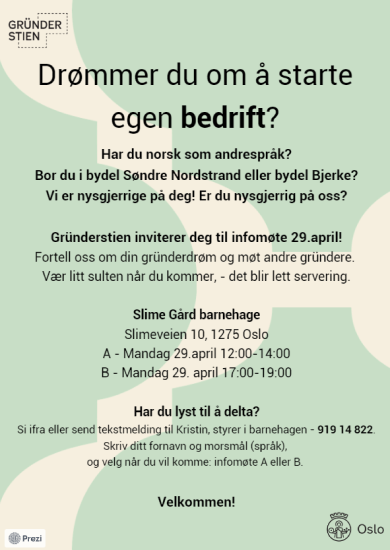 GRÜNDER
STIEN
Drømmer du om å starte
egen bedrift?
Har du norsk som andrespråk?
Bor du i bydel Søndre Nordstrand eller bydel Bjerke?
Vi er nysgjerrige på deg! Er du nysgjerrig på oss?
Gründerstien inviterer deg til infomøte 29.april!
Fortell oss om din gründerdrøm og møt andre gründere.
Vær litt sulten når du kommer, - det blir lett servering.
Slime Gård barnehage
Slimeveien 10, 1275 Oslo
A - Mandag 29.april 12:00-14:00
B - Mandag 29. april 17:00-19:00
Har du lyst til å delta?
Si ifra eller send tekstmelding til Kristin, styrer i barnehagen - 919 14 822.
Skriv ditt fornavn og morsmål (språk),
og velg når du vil komme: infomøte A eller B.
Velkommen!
Prezi
Oslo